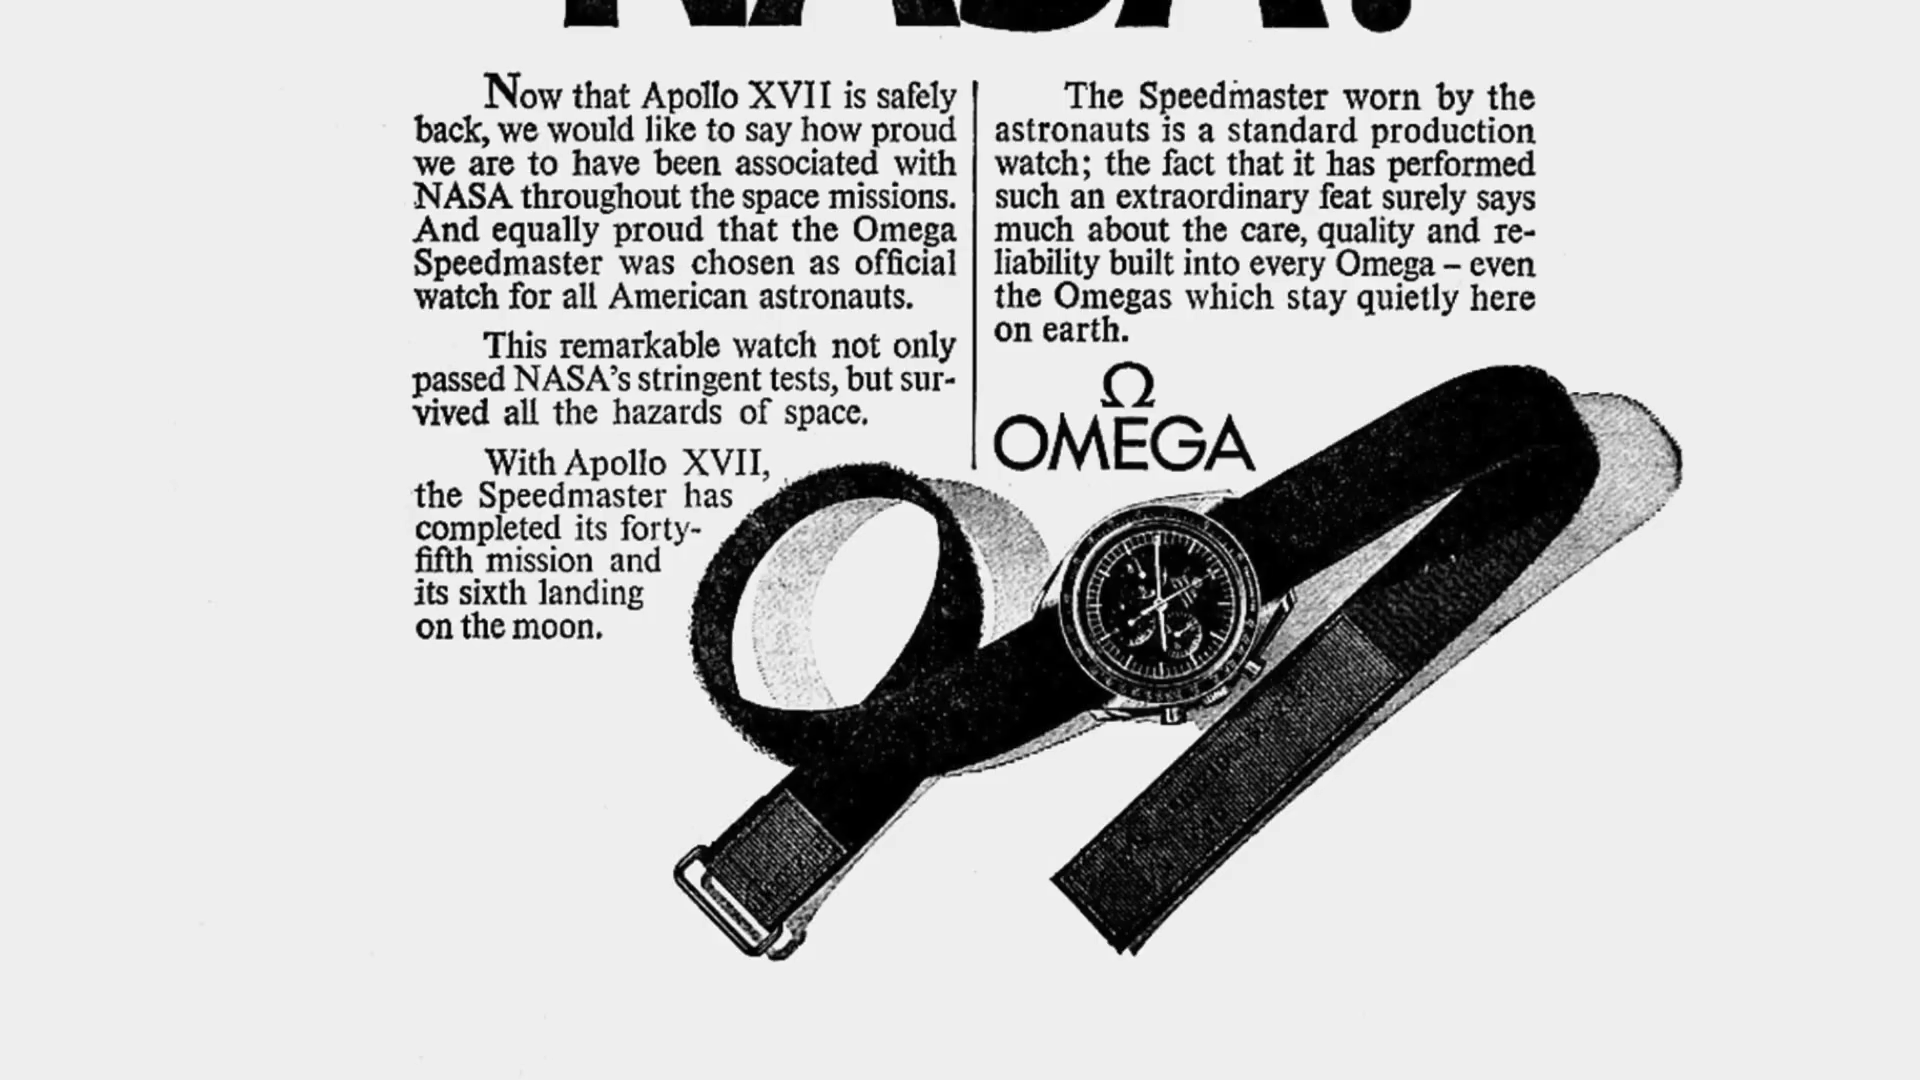 NASA.
Now that Apollo XVII is safely
back, we would like to say how proud
we are to have been associated with
NASA throughout the space missions.
And equally proud that the Omega
Speedmaster was chosen as official
watch for all American astronauts.
This remarkable watch not only
passed NASA's stringent tests, but sur-
vived all the hazards of space.
With Apollo XVII,
the Speedmaster has
completed its forty-
fifth mission and
its sixth landing
on the moon.
The Speedmaster worn by the
astronauts is a standard production
watch; the fact that it has performed
such an extraordinary feat surely says
much about the care, quality and re-
liability built into every Omega – even
the Omegas which stay quietly here
on earth.
Ω
OMEGA